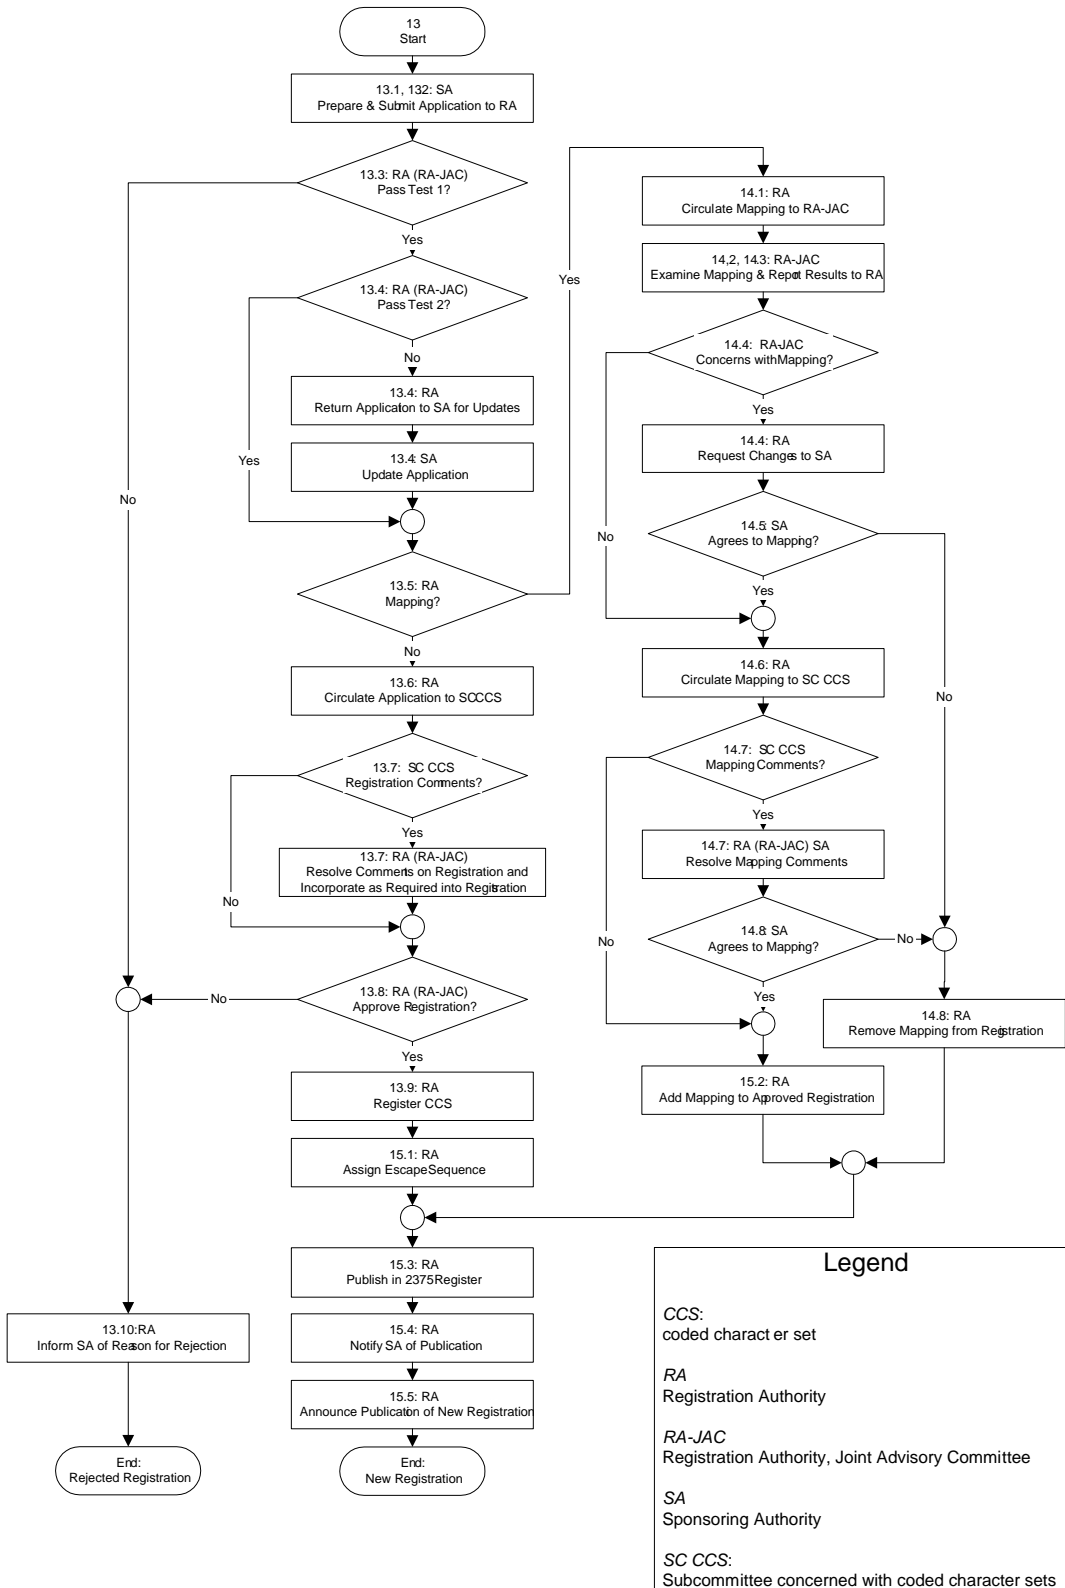 13
Start
13.1, 132: SA
Prepare & Submit Application to RA
13.3: RA (RA-JAC)
Pass Test 1?
Yes
13.4: RA (RA-JAC)
Pass Test 2?
No
13.4: RA
Return Application to SA for Updates
Yes
13.4: SA
Update Application
No
13.5: RA
Mapping?
Yes
No
13.6: RA
Circulate Application to SCCCS
13.7: SC CCS
Registration Comments?
Yes
13.7: RA (RA-JAC)
Resolve Comments on Registration and
Incorporate as Required into Registration
No
13.8: RA (RA-JAC)
Approve Registration?
No
Yes
13.9: RA
Register CCS
15.1: RA
Assign Escape Sequence
15.3: RA
Publish in 2375 Register
13.10:RA
Inform SA of Reason for Rejection
15.4: RA
Notify SA of Publication
15.5: RA
Announce Publication of New Registration
End:
Rejected Registration
End:
New Registration
14.1: RA
Circulate Mapping to RA-JAC
14,2, 14.3: RA-JAC
Examine Mapping & Report Results to RA
14.4: RA-JAC
Concerns with Mapping?
Yes
14.4: RA
Request Changes to SA
No
14.5: SA
Agrees to Mapping?
Yes
14.6: RA
Circulate Mapping to SC CCS
No
14.7: SC CCS
Mapping Comments?
Yes
14.7: RA (RA-JAC) SA
Resolve Mapping Comments
No
14.8: SA
Agrees to Mapping?
No
Yes
14.8: RA
Remove Mapping from Registration
15.2: RA
Add Mapping to Approved Registration
Legend
CCS:
coded charact er set
RA
Registration Authority
RA-JAC
Registration Authority, Joint Advisory Committee
SA
Sponsoring Authority
SC CCS:
Subcommittee concerned with coded character sets